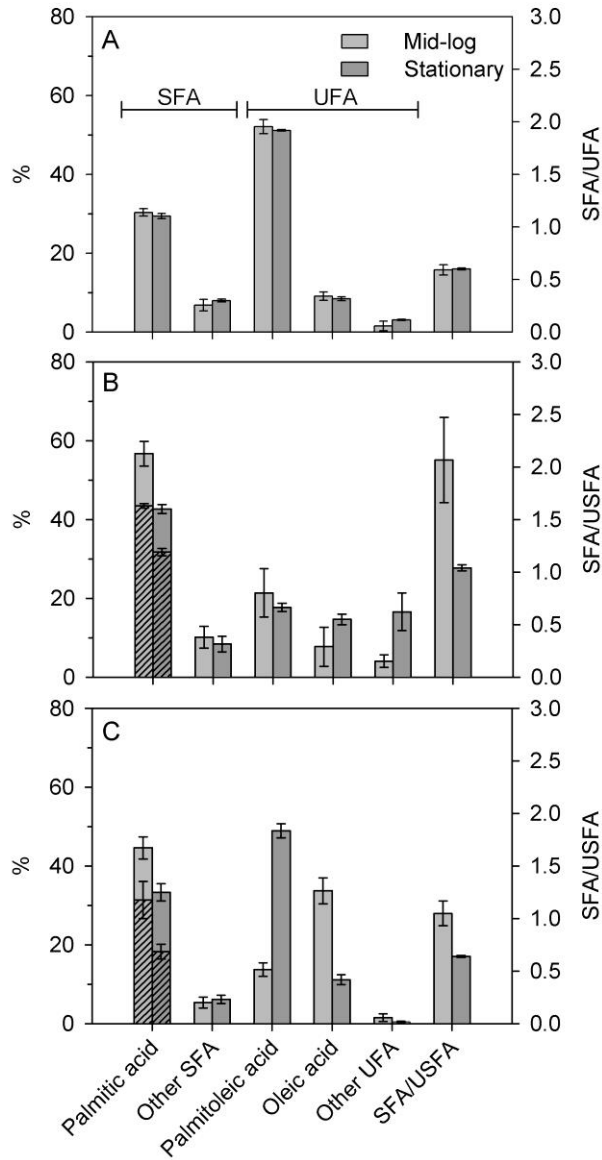 80
60
40
20
0
%
A
Mid-log
Stationary
SFA
UFA
3.0
2.5
2.0
1.5
1.0
0.5
0.0
SFA/UFA
80
60
40
20
0
%
B
3.0
2.5
2.0
1.5
1.0
0.5
0.0
SFA/USFA
80
60
40
20
0
%
C
3.0
2.5
2.0
1.5
1.0
0.5
0.0
SFA/USFA
Palmitic acid
Other SFA
Palmitoleic acid
Oleic acid
Other UFA
SFA/USFA